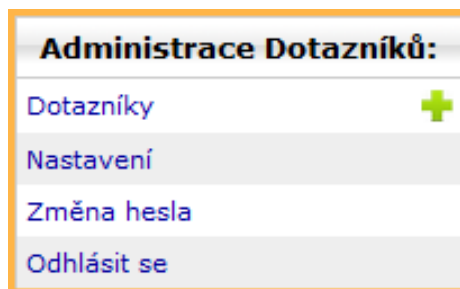 Administrace Dotazníků:
Dotazníky
Nastavení
Změna hesla
Odhlásit se